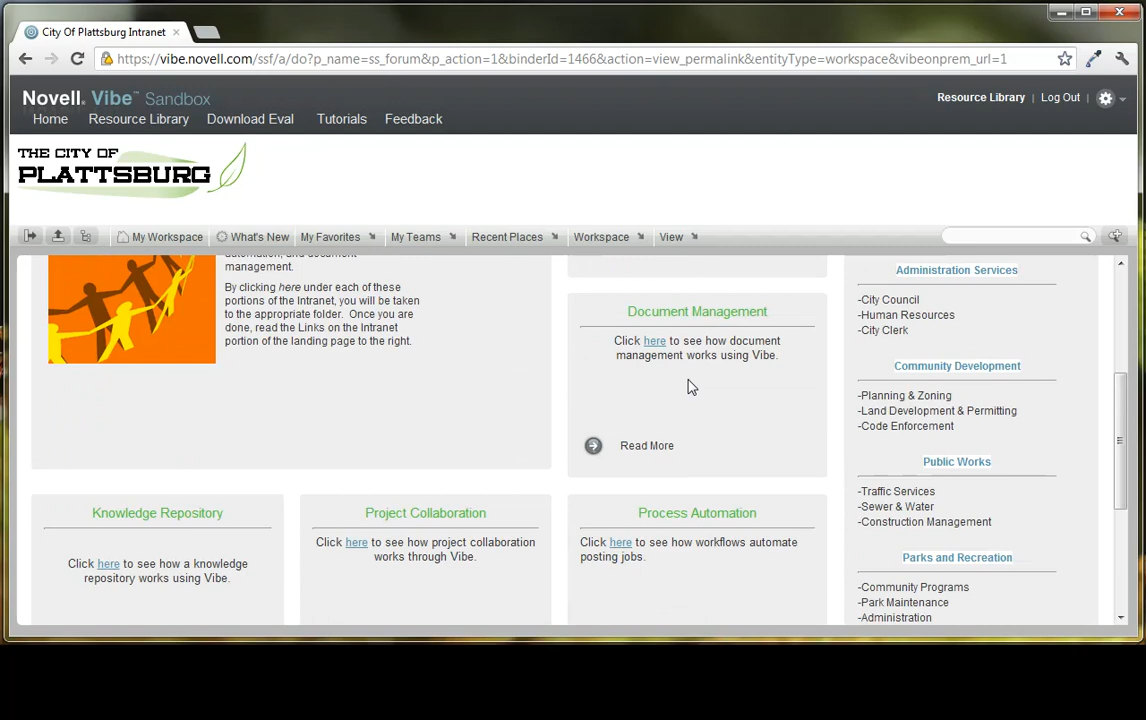 City Of Plattsburg Intranet
https://vibe.novell.com/ssf/a/do?p_name=ss_forum&p_action=1&binderId=1466&action=view_permalink&entityType=workspace&vibeonprem_url=1
Novell. Vibe™ Sandbox
Resource Library | Log Out |
Home Resource Library Download Eval Tutorials Feedback
THE CITY OF
PLATTSBURG
My Workspace What's New My Favorites My Teams Recent Places Workspace View
management.
By clicking here under each of these
portions of the Intranet, you will be taken
to the appropriate folder. Once you are
done, read the Links on the Intranet
portion of the landing page to the right.
Document Management
Click here to see how document
management works using Vibe.
Read More
Knowledge Repository
Click here to see how a knowledge
repository works using Vibe.
Project Collaboration
Click here to see how project collaboration
works through Vibe.
Process Automation
Click here to see how workflows automate
posting jobs.
Administration Services
-City Council
-Human Resources
-City Clerk
Community Development
-Planning & Zoning
-Land Development & Permitting
-Code Enforcement
Public Works
-Traffic Services
-Sewer & Water
-Construction Management
Parks and Recreation
-Community Programs
-Park Maintenance
-Administration